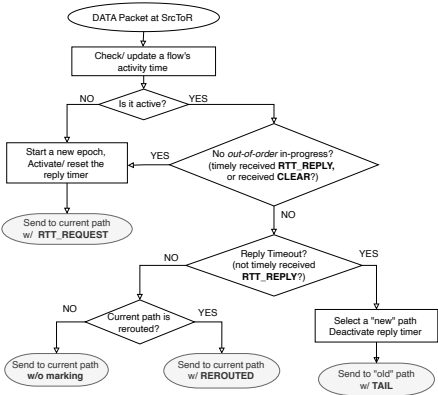 DATA Packet at SrcToR
Check/ update a flow's
activity time
NO
Is it active?
YES
Start a new epoch,
Activate/ reset the
reply timer
YES
No out-of-order in-progress?
(timely received RTT_REPLY,
or received CLEAR?)
Send to current path
w/ RTT_REQUEST
NO
NO
Reply Timeout?
(not timely received
RTT_REPLY?)
YES
NO
Current path is
rerouted?
YES
Select a "new" path
Deactivate reply timer
Send to current path
w/o marking
Send to current path
w/ REROUTED
Send to "old" path
w/ TAIL